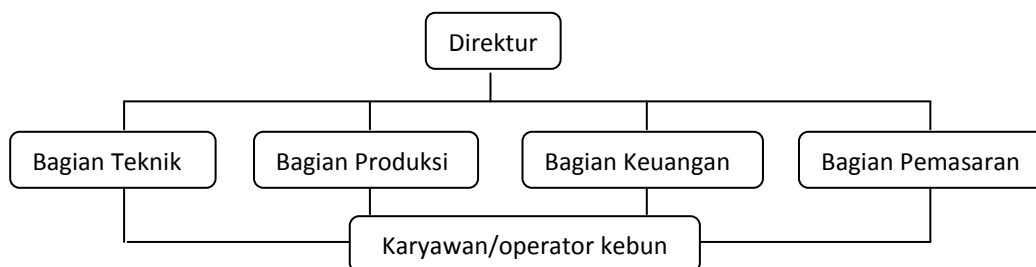 Direktur
Bagian Teknik
Bagian Produksi
Bagian Keuangan
Bagian Pemasaran
Karyawan/operator kebun